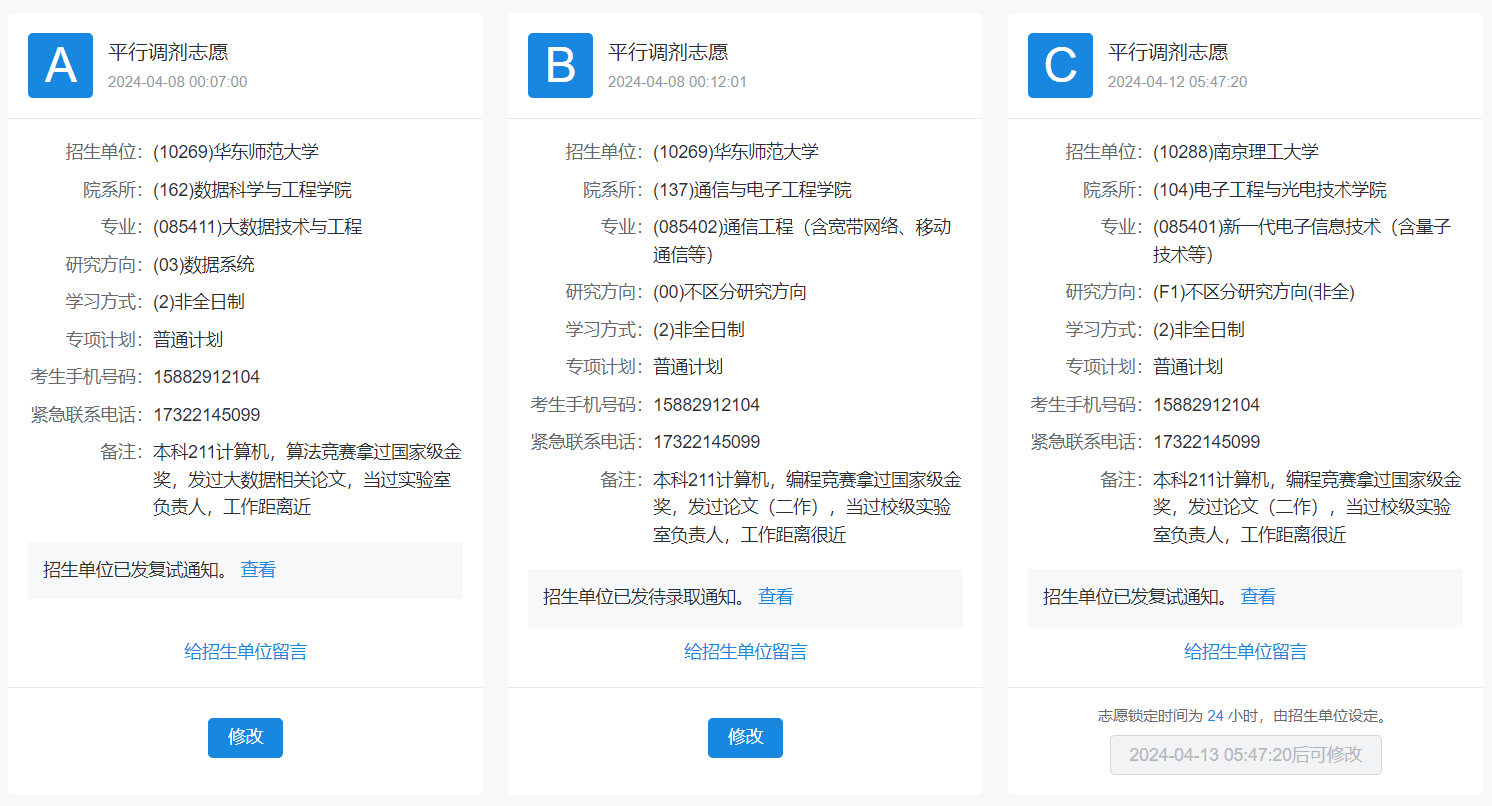 A
平行调剂志愿
2024-04-08 00:07:00
招生单位：(10269)华东师范大学
院系所：(162)数据科学与工程学院
专业：(085411)大数据技术与工程
研究方向：(03)数据系统
学习方式：(2)非全日制
专项计划：普通计划
考生手机号码：15882912104
紧急联系电话：17322145099
备注：本科211计算机，算法竞赛拿过国家级金
奖，发过大数据相关论文，当过实验室
负责人，工作距离近
招生单位已发复试通知。 查看
给招生单位留言
修改
B
平行调剂志愿
2024-04-08 00:12:01
招生单位：(10269)华东师范大学
院系所：(137)通信与电子工程学院
专业：(085402)通信工程（含宽带网络、移动
通信等）
研究方向：(00)不区分研究方向
学习方式：(2)非全日制
专项计划：普通计划
考生手机号码：15882912104
紧急联系电话：17322145099
备注：本科211计算机，编程竞赛拿过国家级金
奖，发过论文（二作），当过校级实验
室负责人，工作距离很近
招生单位已发待录取通知。 查看
给招生单位留言
修改
C
平行调剂志愿
2024-04-12 05:47:20
招生单位：(10288)南京理工大学
院系所：(104)电子工程与光电技术学院
专业：(085401)新一代电子信息技术（含量子
技术等）
研究方向：(F1)不区分研究方向(非全)
学习方式：(2)非全日制
专项计划：普通计划
考生手机号码：15882912104
紧急联系电话：17322145099
备注：本科211计算机，编程竞赛拿过国家级金
奖，发过论文（二作），当过校级实验
室负责人，工作距离很近
招生单位已发复试通知。 查看
给招生单位留言
志愿锁定时间为 24 小时，由招生单位设定。
2024-04-13 05:47:20后可修改